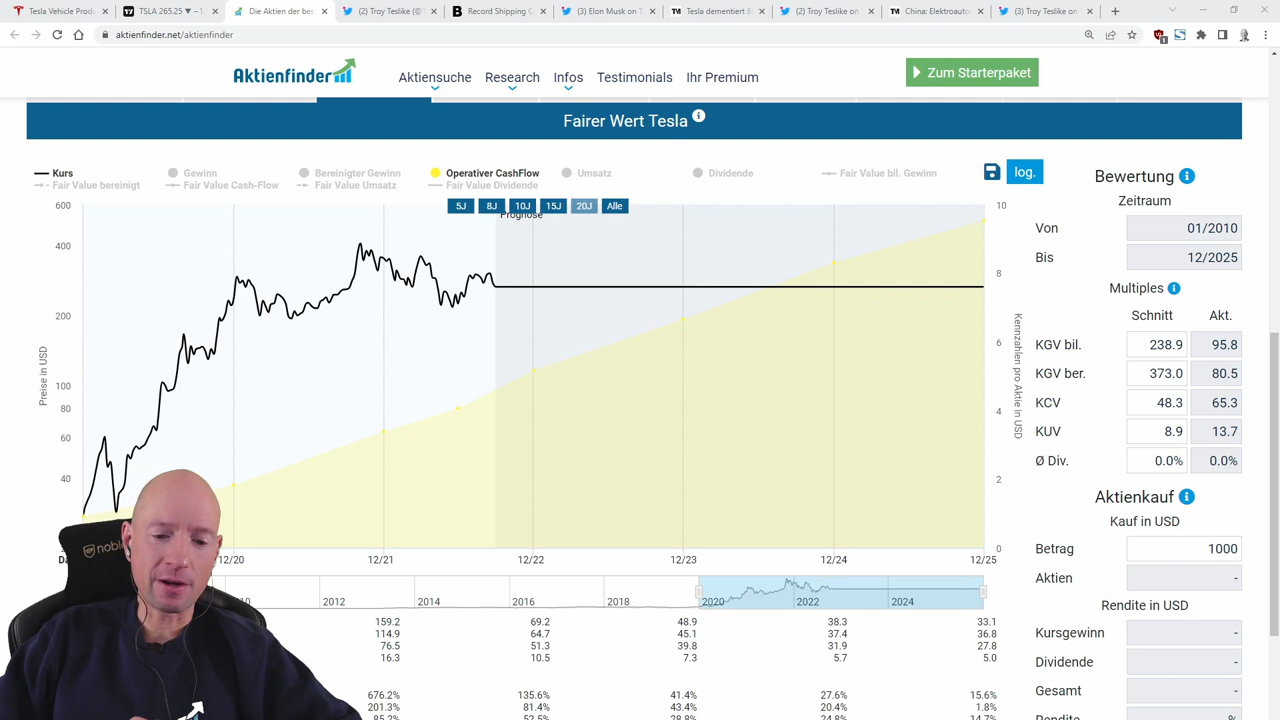 Tesla Vehicle Produ
TSLA 265.25 ▼ −1
Die Aktien der bes
(2) Troy Teslike (@T
Record Shipping C
(3) Elon Musk on T
Tesla dementiert B
(2) Troy Teslike on
China: Elektroauto
(3) Troy Teslike on
aktienfinder.net/aktienfinder
Aktienfinder
Aktiensuche Research Infos Testimonials Ihr Premium
Zum Starterpaket
Fairer Wert Tesla
Kurs Gewinn Bereinigter Gewinn Operativer CashFlow Umsatz Dividende Fair Value bil. Gewinn
Fair Value bereinigt Fair Value Cash-Flow Fair Value Umsatz Fair Value Dividende
log.
5J 8J 10J 15J 20J Alle
Prognose
Preise in USD
600
400
200
100
80
60
40
Kennzahlen pro Aktie in USD
10
8
6
4
2
0
12/20 12/21 12/22 12/23 12/24 12/25
2012 2014 2016 2018 2020 2022 2024
159.2 69.2 48.9 38.3 33.1
114.9 64.7 45.1 37.4 36.8
76.5 51.3 39.8 31.9 27.8
16.3 10.5 7.3 5.7 5.0
676.2% 135.6% 41.4% 27.6% 15.6%
201.3% 81.4% 43.4% 20.4% 1.8%
85.2% 52.5% 28.8% 24.8% 14.7%
Bewertung
Zeitraum
Von 01/2010
Bis 12/2025
Multiples
Schnitt Akt.
KGV bil. 238.9 95.8
KGV ber. 373.0 80.5
KCV 48.3 65.3
KUV 8.9 13.7
Ø Div. 0.0% 0.0%
Aktienkauf
Kauf in USD
Betrag 1000
Aktien -
Rendite in USD
Kursgewinn -
Dividende -
Gesamt -
Rendite - %
noble